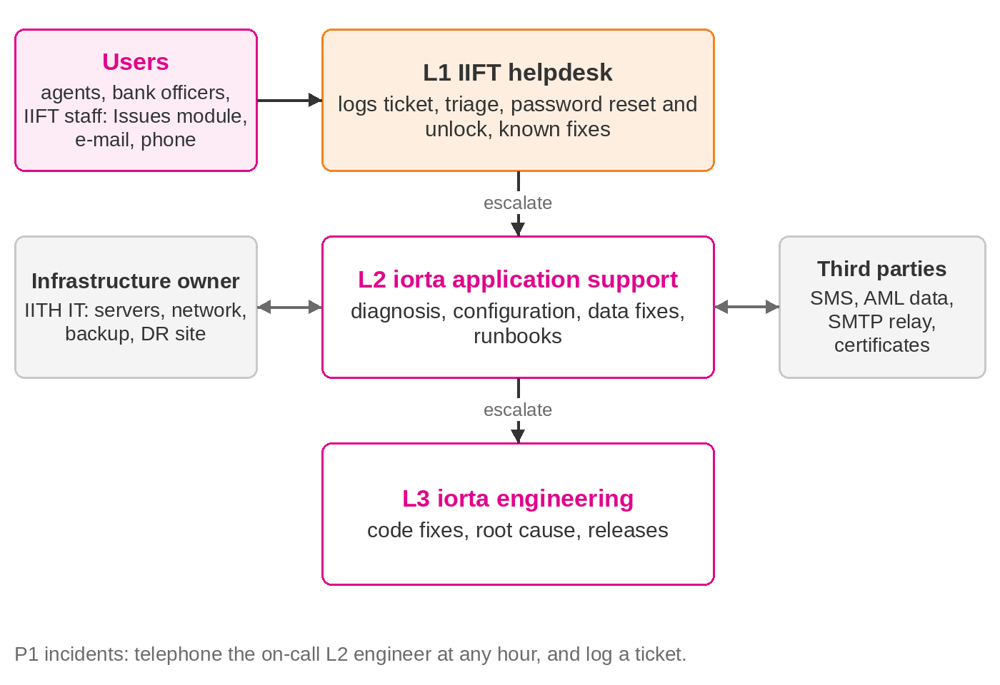 Users
agents, bank officers,
IIFT staff: Issues module,
e-mail, phone
L1 IIFT helpdesk
logs ticket, triage, password reset and
unlock, known fixes
escalate
Infrastructure owner
IITH IT: servers, network,
backup, DR site
L2 iorta application support
diagnosis, configuration, data fixes,
runbooks
Third parties
SMS, AML data,
SMTP relay,
certificates
escalate
L3 iorta engineering
code fixes, root cause, releases
P1 incidents: telephone the on-call L2 engineer at any hour, and log a ticket.